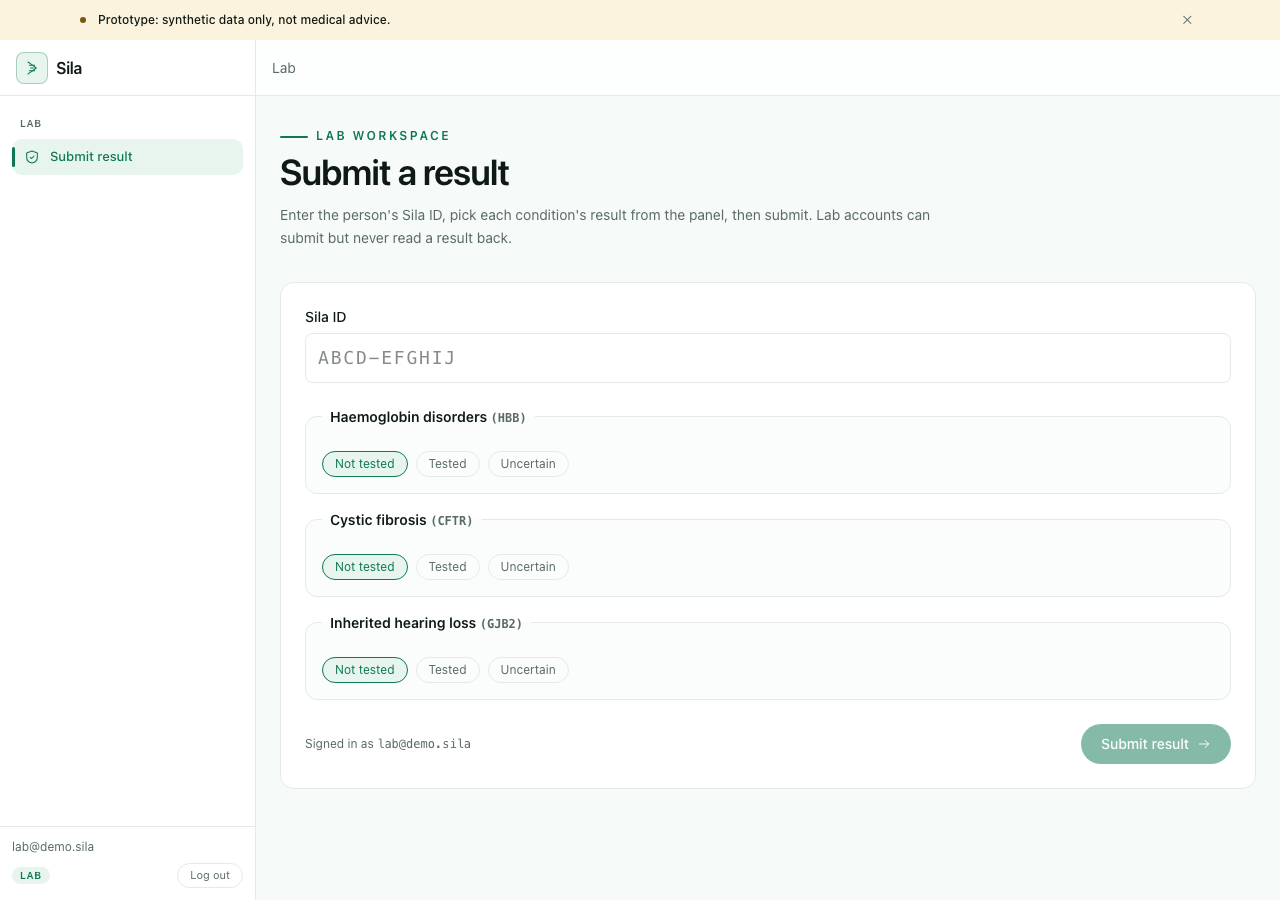 Prototype: synthetic data only, not medical advice.
Sila
Lab
LAB
Submit result
LAB WORKSPACE
Submit a result
Enter the person's Sila ID, pick each condition's result from the panel, then submit. Lab accounts can
submit but never read a result back.
Sila ID
ABCD-EFGHIJ
Haemoglobin disorders (HBB)
Not tested Tested Uncertain
Cystic fibrosis (CFTR)
Not tested Tested Uncertain
Inherited hearing loss (GJB2)
Not tested Tested Uncertain
Signed in as lab@demo.sila
Submit result →
lab@demo.sila
LAB
Log out